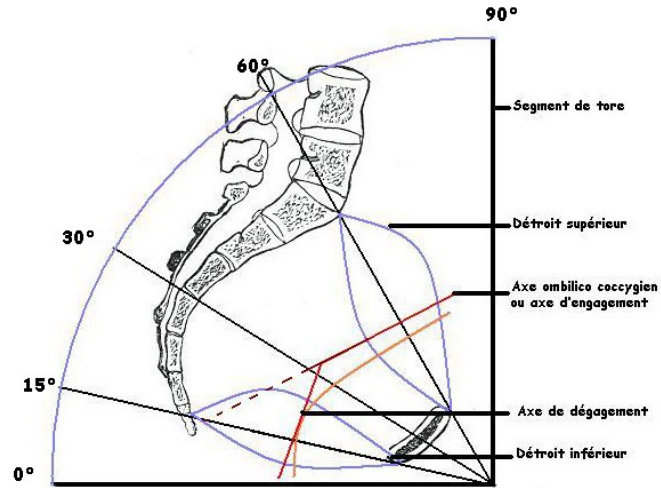 90°
60°
Segment de tore
Détroit supérieur
30°
Axe ombilico coccygien
ou axe d'engagement
15°
Axe de dégagement
Détroit inférieur
0°